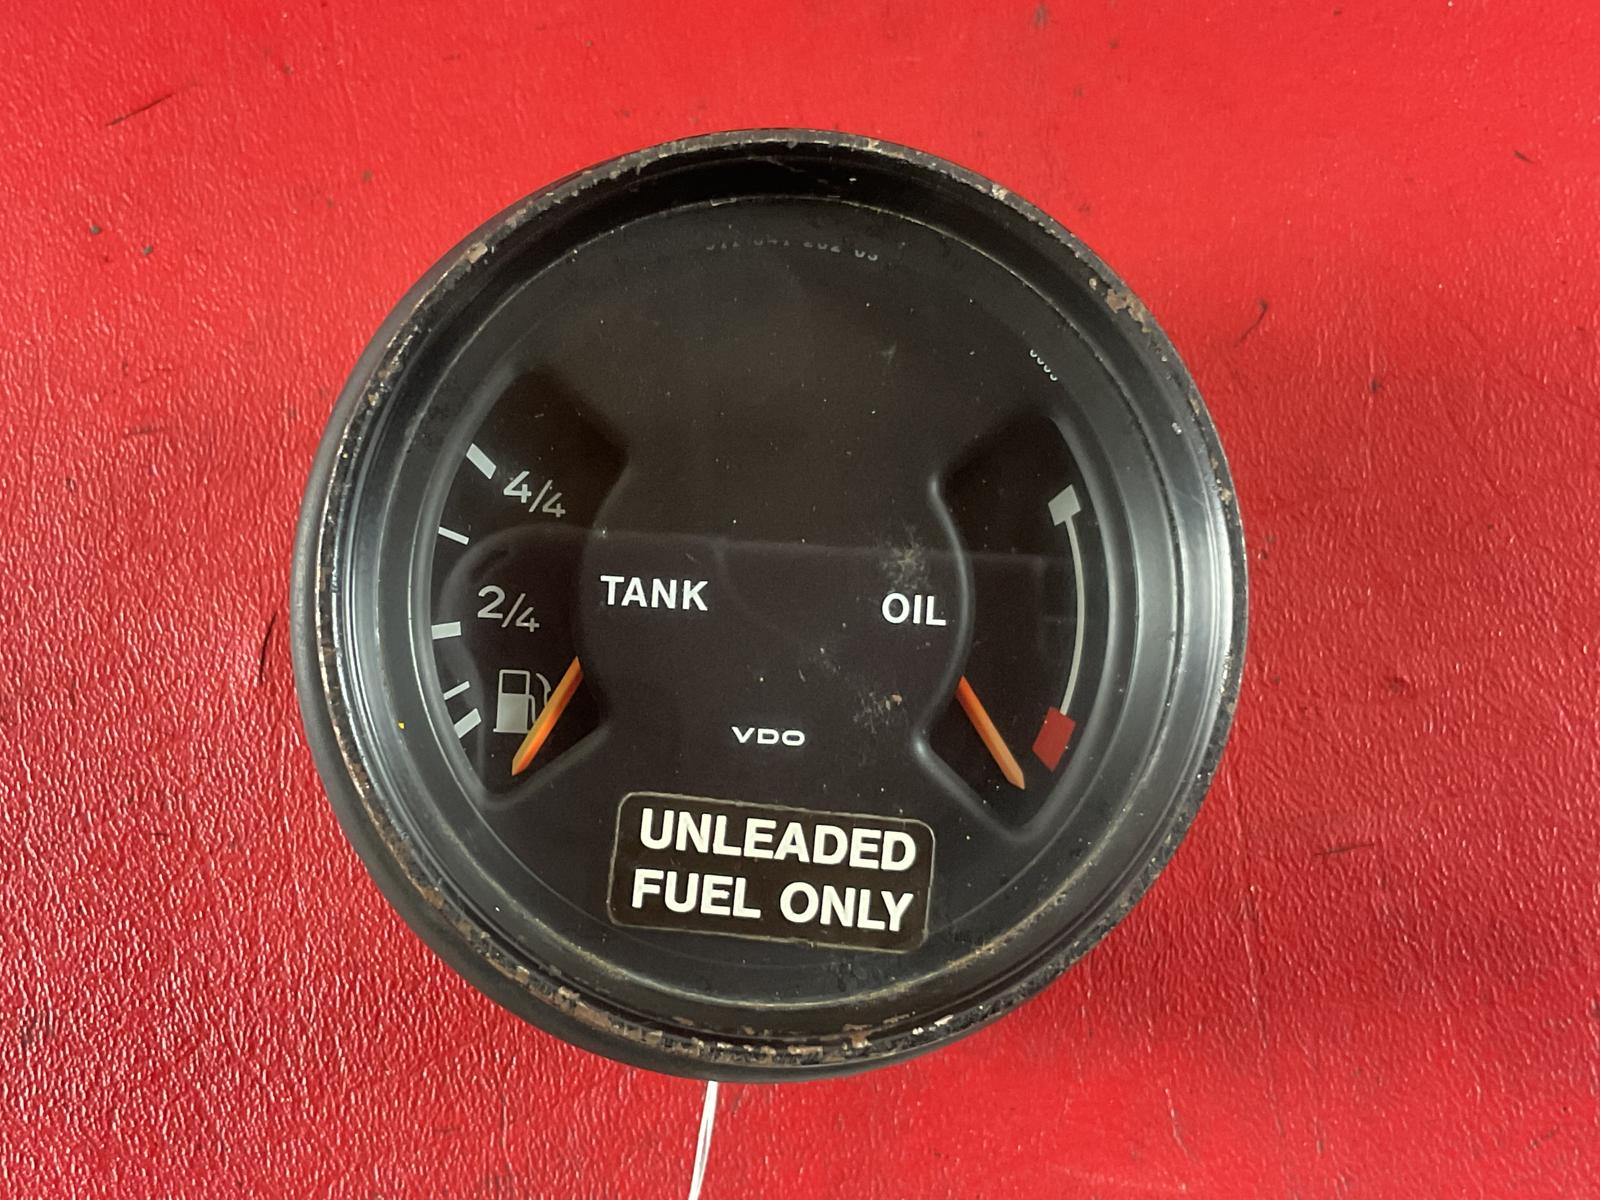 4/4
2/4
TANK
OIL
VDO
UNLEADED
FUEL ONLY